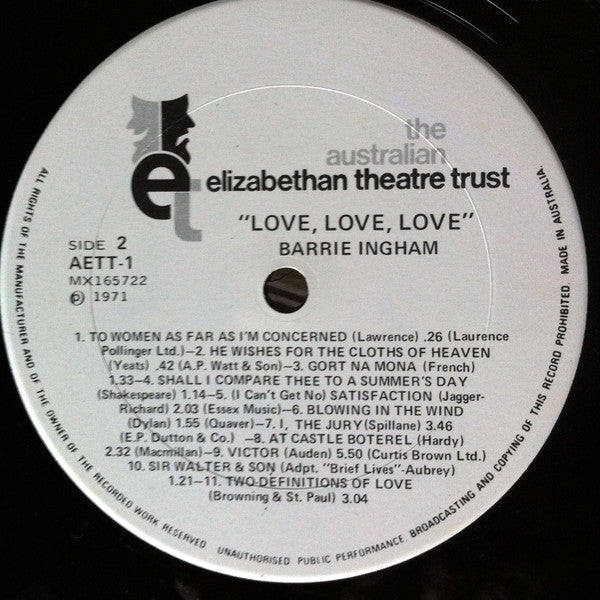 the
australian
elizabethan theatre trust
et
"LOVE, LOVE, LOVE"
BARRIE INGHAM
SIDE 2
AETT-1
MX165722
Ⓟ 1971
1. TO WOMEN AS FAR AS I'M CONCERNED (Lawrence) .26 (Laurence
Pollinger Ltd.)—2. HE WISHES FOR THE CLOTHS OF HEAVEN
(Yeats) .42 (A.P. Watt & Son)—3. GORT NA MONA (French)
1,33—4. SHALL I COMPARE THEE TO A SUMMER'S DAY
(Shakespeare) 1.14—5. (I Can't Get No) SATISFACTION (Jagger-
Richard) 2.03 (Essex Music)—6. BLOWING IN THE WIND
(Dylan) 1.55 (Quaver)—7. I, THE JURY (Spillane) 3.46
(E.P. Dutton & Co.) —8. AT CASTLE BOTEREL (Hardy)
2.32 (Macmillan)—9. VICTOR (Auden) 5.50 (Curtis Brown Ltd.)
10. SIR WALTER & SON (Adpt. "Brief Lives"-Aubrey)
1.21—11. TWO DEFINITIONS OF LOVE
(Browning & St. Paul) 3.04
ALL RIGHTS OF THE MANUFACTURER AND OF THE OWNER OF THE RECORDED WORK RESERVED UNAUTHORISED PUBLIC PERFORMANCE, BROADCASTING AND COPYING OF THIS RECORD PROHIBITED. MADE IN AUSTRALIA.